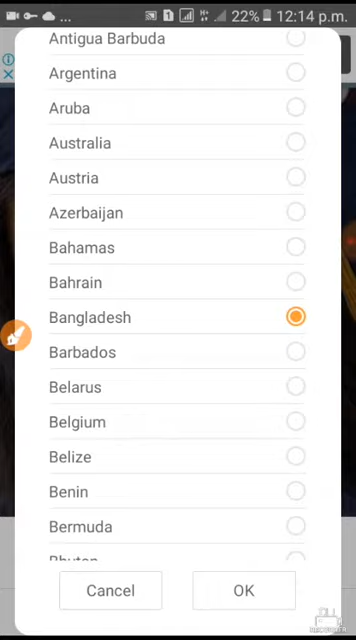 22% 12:14 p.m.
Antigua Barbuda
Argentina
Aruba
Australia
Austria
Azerbaijan
Bahamas
Bahrain
Bangladesh
Barbados
Belarus
Belgium
Belize
Benin
Bermuda
Bhutan
Cancel
OK